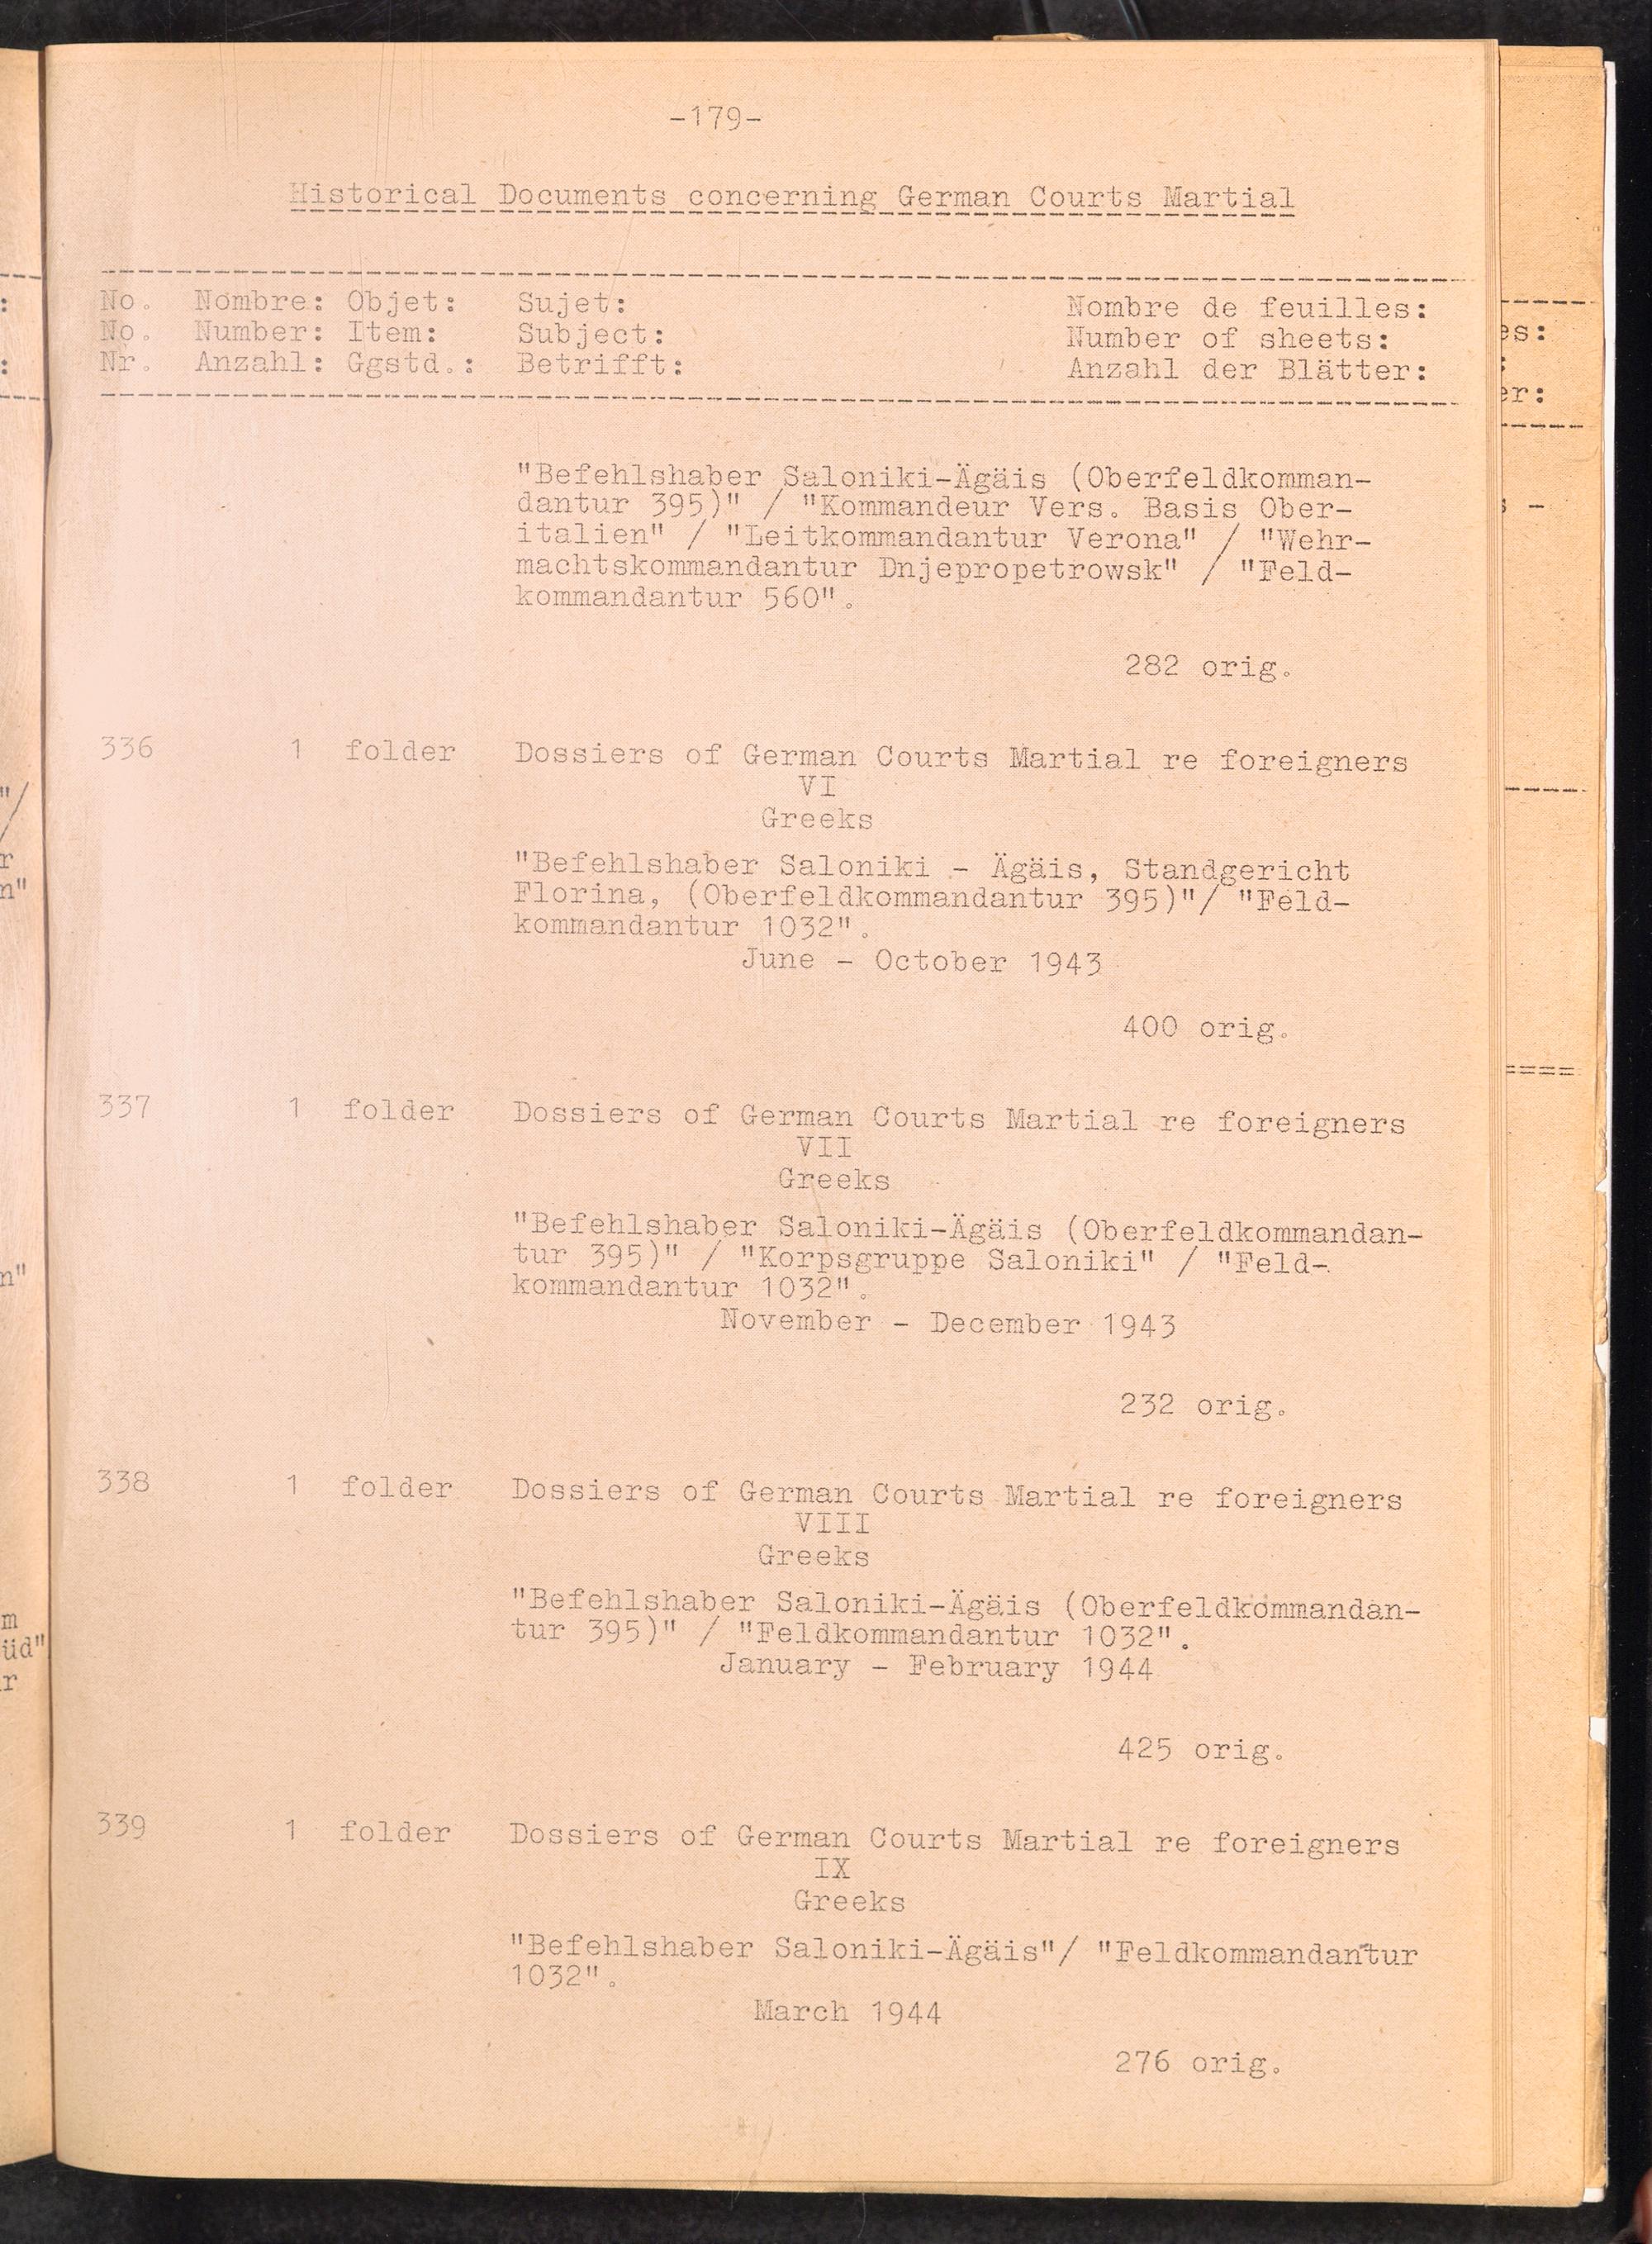 -179-
Historical Documents concerning German Courts Martial
No. Nombre: Objet: Sujet: Nombre de feuilles:
No. Number: Item: Subject: Number of sheets:
Nr. Anzahl: Ggstd.: Betrifft: Anzahl der Blätter:
"Befehlshaber Saloniki-Ägäis (Oberfeldkomman-
dantur 395)" / "Kommandeur Vers. Basis Ober-
italien" / "Leitkommandantur Verona" / "Wehr-
machtskommandantur Dnjepropetrowsk" / "Feld-
kommandantur 560".
282 orig.
336 1 folder Dossiers of German Courts Martial re foreigners
VI
Greeks
"Befehlshaber Saloniki - Ägäis, Standgericht
Florina, (Oberfeldkommandantur 395)"/ "Feld-
kommandantur 1032".
June - October 1943
400 orig.
337 1 folder Dossiers of German Courts Martial re foreigners
VII
Greeks
"Befehlshaber Saloniki-Ägäis (Oberfeldkommandan-
tur 395)" / "Korpsgruppe Saloniki" / "Feld-
kommandantur 1032".
November - December 1943
232 orig.
338 1 folder Dossiers of German Courts Martial re foreigners
VIII
Greeks
"Befehlshaber Saloniki-Ägäis (Oberfeldkommandan-
tur 395)" / "Feldkommandantur 1032".
January - February 1944
425 orig.
339 1 folder Dossiers of German Courts Martial re foreigners
IX
Greeks
"Befehlshaber Saloniki-Ägäis"/ "Feldkommandantur
1032".
March 1944
276 orig.